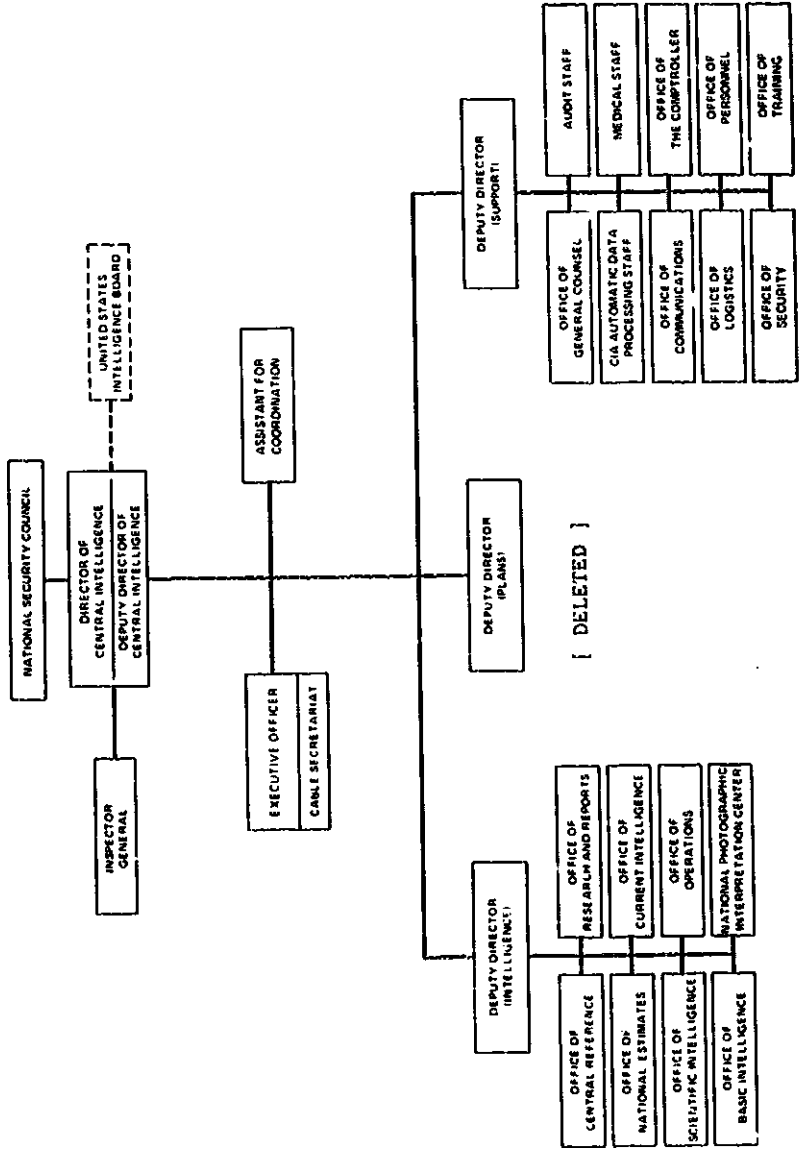 NATIONAL SECURITY COUNCIL
INSPECTOR
GENERAL
DIRECTOR OF
CENTRAL INTELLIGENCE
DEPUTY DIRECTOR OF
CENTRAL INTELLIGENCE
UNITED STATES
INTELLIGENCE BOARD
EXECUTIVE OFFICER
CABLE SECRETARIAT
ASSISTANT FOR
COORDINATION
DEPUTY DIRECTOR
(INTELLIGENCE)
OFFICE OF
CENTRAL REFERENCE
OFFICE OF
RESEARCH AND REPORTS
OFFICE OF
NATIONAL ESTIMATES
OFFICE OF
CURRENT INTELLIGENCE
OFFICE OF
SCIENTIFIC INTELLIGENCE
OFFICE OF
OPERATIONS
OFFICE OF
BASIC INTELLIGENCE
NATIONAL PHOTOGRAPHIC
INTERPRETATION CENTER
DEPUTY DIRECTOR
(PLANS)
[ DELETED ]
DEPUTY DIRECTOR
(SUPPORT)
OFFICE OF
GENERAL COUNSEL
AUDIT STAFF
CIA AUTOMATIC DATA
PROCESSING STAFF
MEDICAL STAFF
OFFICE OF
COMMUNICATIONS
OFFICE OF
THE COMPTROLLER
OFFICE OF
LOGISTICS
OFFICE OF
PERSONNEL
OFFICE OF
SECURITY
OFFICE OF
TRAINING